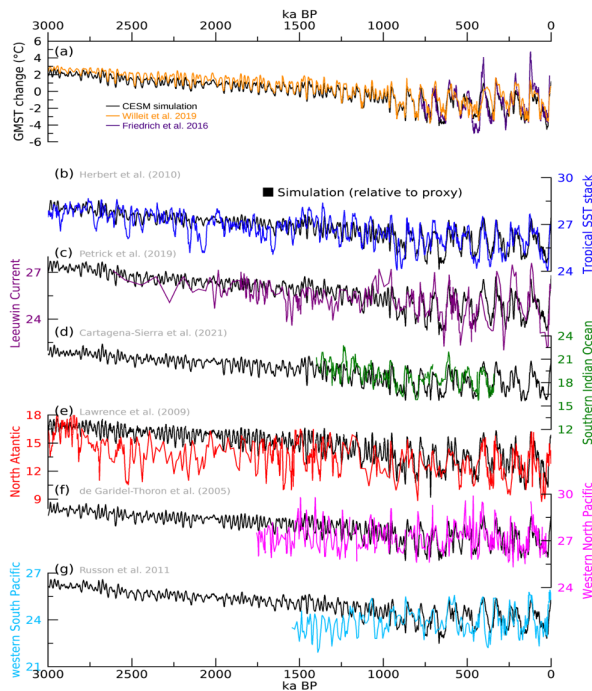 ka BP
3000 2500 2000 1500 1000 500 0
GMST change (°C)
6
4
2
0
-2
-4
-6
(a)
CESM simulation
Willeit et al. 2019
Friedrich et al. 2016
(b) Herbert et al. (2010)
Simulation (relative to proxy)
30
27
24
Tropical SST stack
(c) Petrick et al. (2019)
Leeuwin Current
27
24
(d) Cartagena-Sierra et al. (2021)
24
21
18
15
12
Southern Indian Ocean
(e) Lawrence et al. (2009)
North Atantic
18
15
12
9
(f) de Garidel-Thoron et al. (2005)
30
27
24
Western North Pacific
(g) Russon et al. 2011
western South Pacific
27
24
21
3000 2500 2000 1500 1000 500 0
ka BP